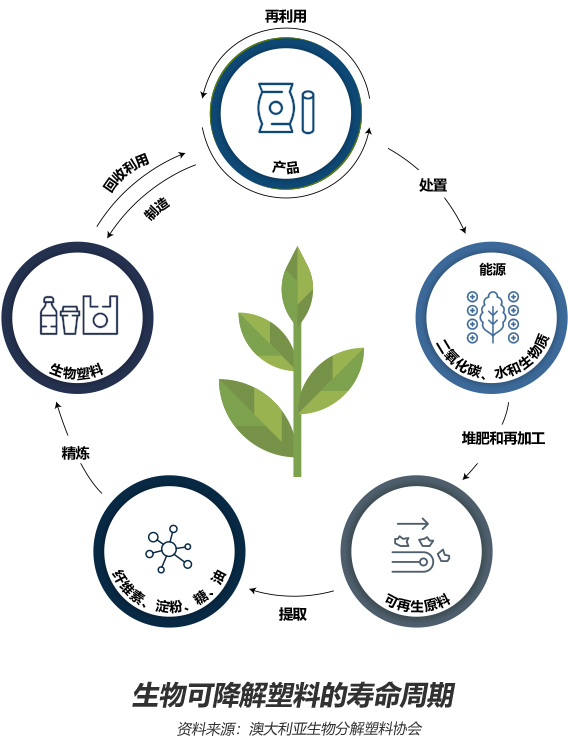 再利用
产品
回收利用
制造
处置
能源
二氧化碳、水和生物质
生物塑料
堆肥和再加工
精炼
可再生原料
纤维素、淀粉、糖、油
提取
生物可降解塑料的寿命周期
资料来源：澳大利亚生物分解塑料协会